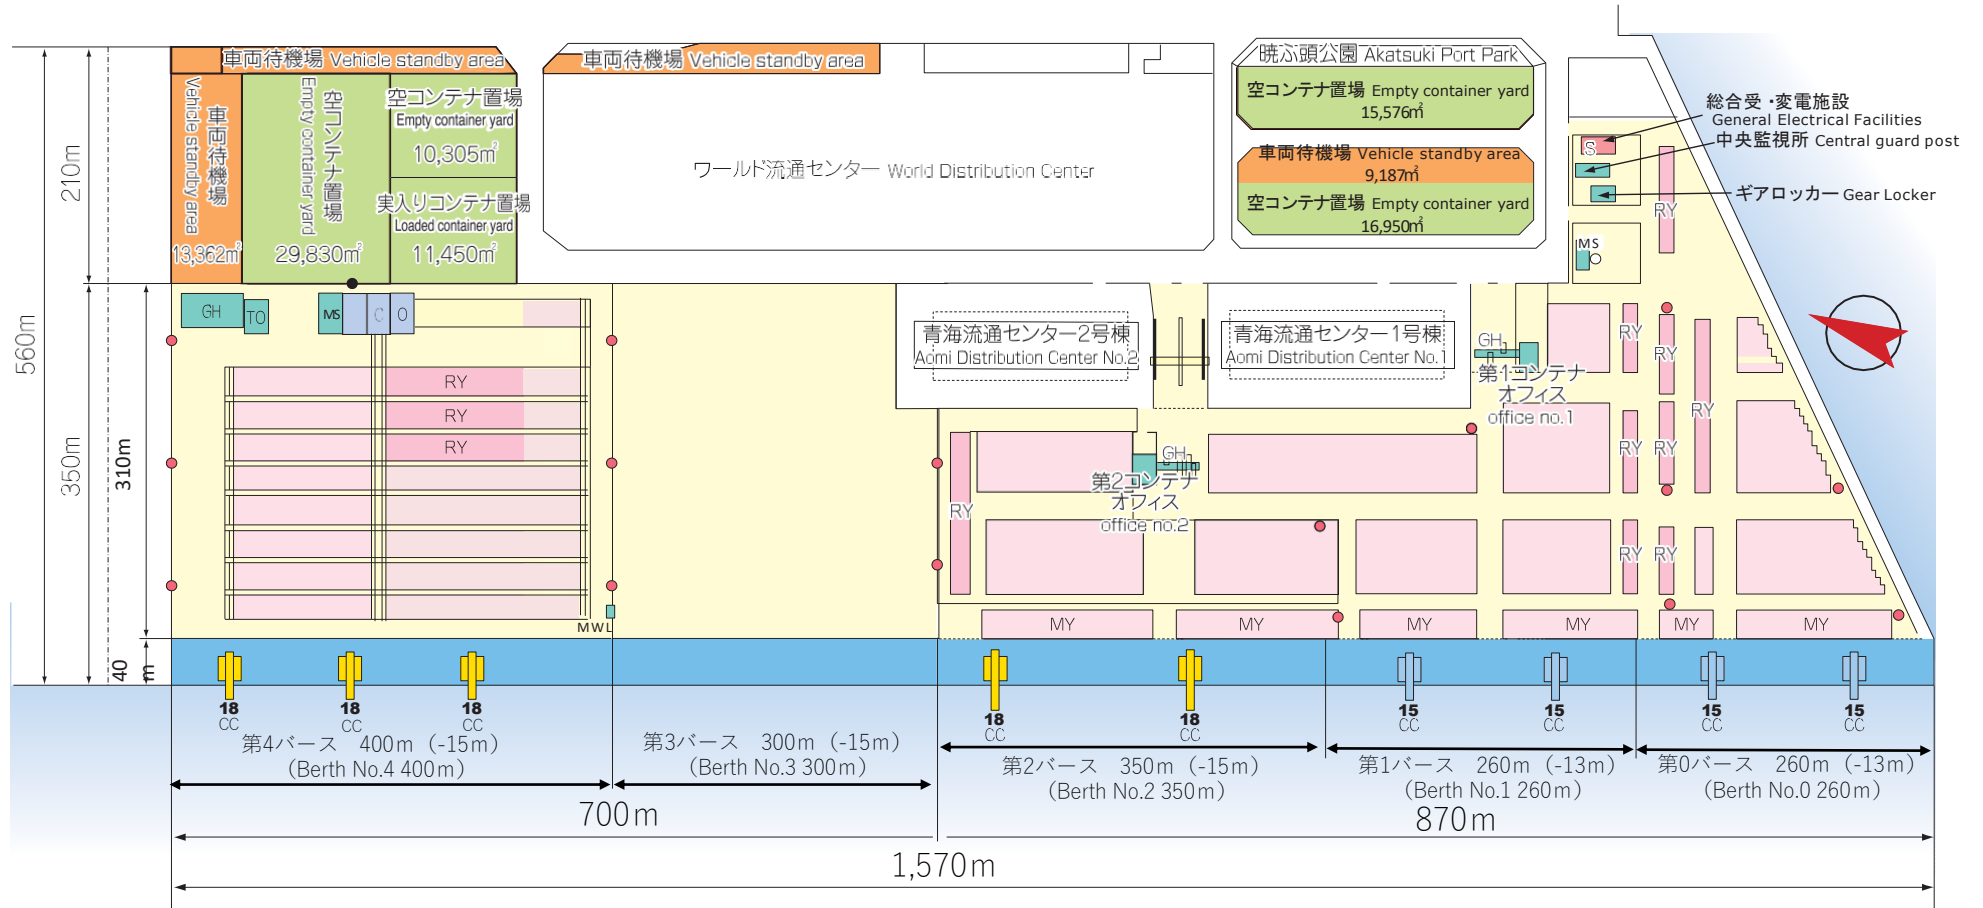 車両待機場 Vehicle standby area
車両待機場 Vehicle standby area
暁ふ頭公園 Akatsuki Port Park
車両待機場
Vehicle standby area
13,362㎡
空コンテナ置場
Empty comtainer yard
29,830㎡
空コンテナ置場
Empty container yard
10,305㎡
実入りコンテナ置場
Loaded container yard
11,450㎡
ワールド流通センター World Distribution Center
空コンテナ置場 Empty container yard
15,576㎡
車両待機場 Vehicle standby area
9,187㎡
空コンテナ置場 Empty container yard
16,950㎡
総合受・変電施設
General Electrical Facilities
中央監視所 Central guard post
ギアロッカー Gear Locker
S
RY
MS
560m
210m
350m
310m
40
m
GH
TO
MS
C
O
RY
RY
RY
MWL
青海流通センター2号棟
Aomi Distribution Center No.2
青海流通センター1号棟
Aomi Distribution Center No.1
GH
第1コンテナ
オフィス
office no.1
GH
第2コンテナ
オフィス
office no.2
RY
RY
RY
RY
RY
RY
RY
RY
MY
MY
MY
MY
MY
MY
18
CC
18
CC
18
CC
18
CC
18
CC
15
CC
15
CC
15
CC
15
CC
第4バース 400m (-15m)
(Berth No.4 400m)
第3バース 300m (-15m)
(Berth No.3 300m)
第2バース 350m (-15m)
(Berth No.2 350m)
第1バース 260m (-13m)
(Berth No.1 260m)
第0バース 260m (-13m)
(Berth No.0 260m)
700m
870m
1,570m